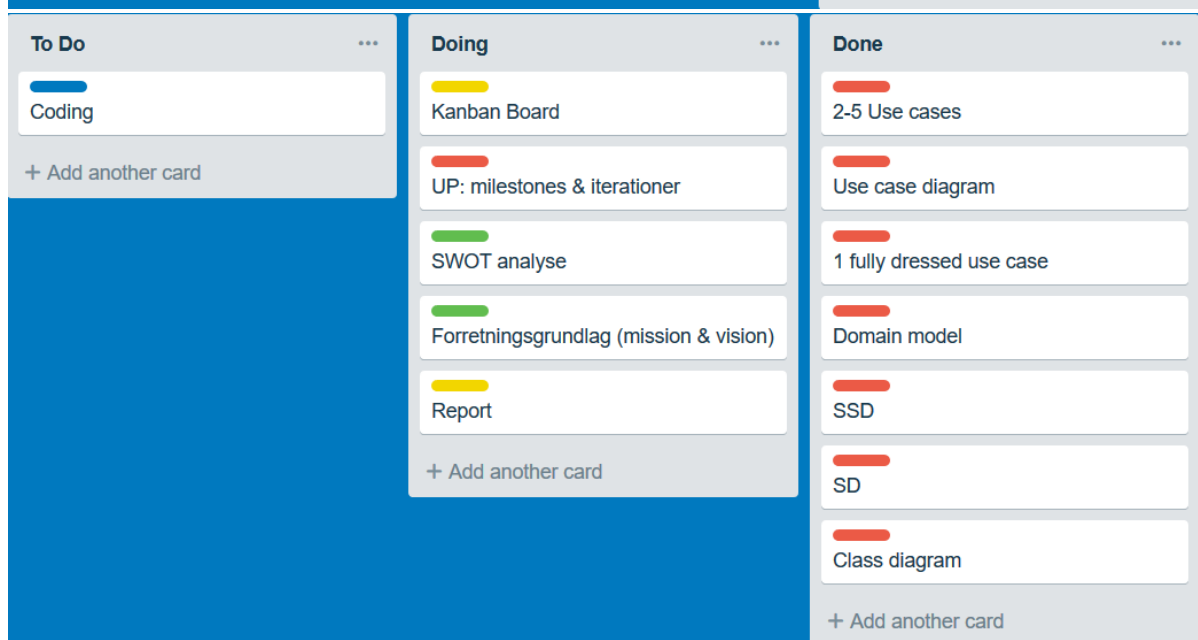 To Do
Coding
+ Add another card
Doing
Kanban Board
UP: milestones & iterationer
SWOT analyse
Forretningsgrundlag (mission & vision)
Report
+ Add another card
Done
2-5 Use cases
Use case diagram
1 fully dressed use case
Domain model
SSD
SD
Class diagram
+ Add another card